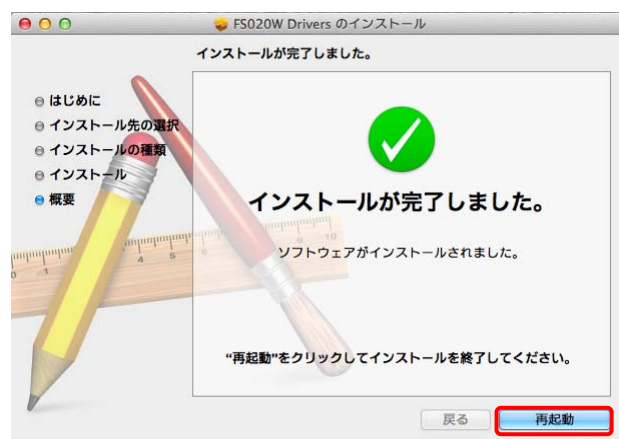 FS020W Drivers のインストール
インストールが完了しました。
はじめに
インストール先の選択
インストールの種類
インストール
概要
インストールが完了しました。
ソフトウェアがインストールされました。
“再起動”をクリックしてインストールを終了してください。
戻る
再起動